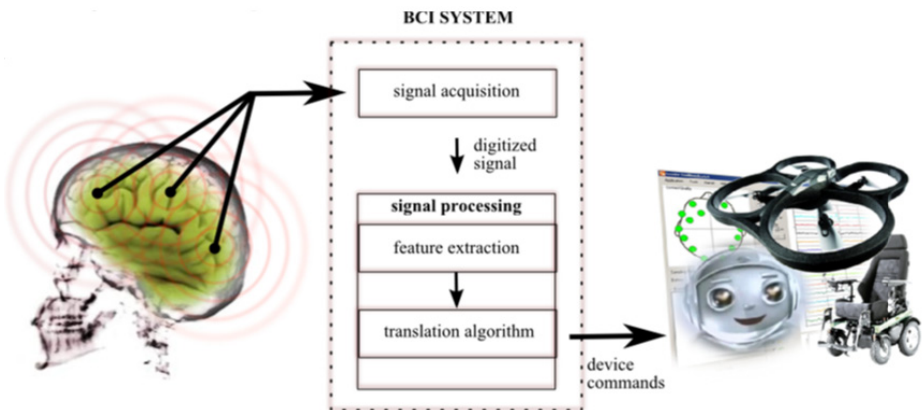 BCI SYSTEM
signal acquisition
digitized
signal
signal processing
feature extraction
translation algorithm
device
commands